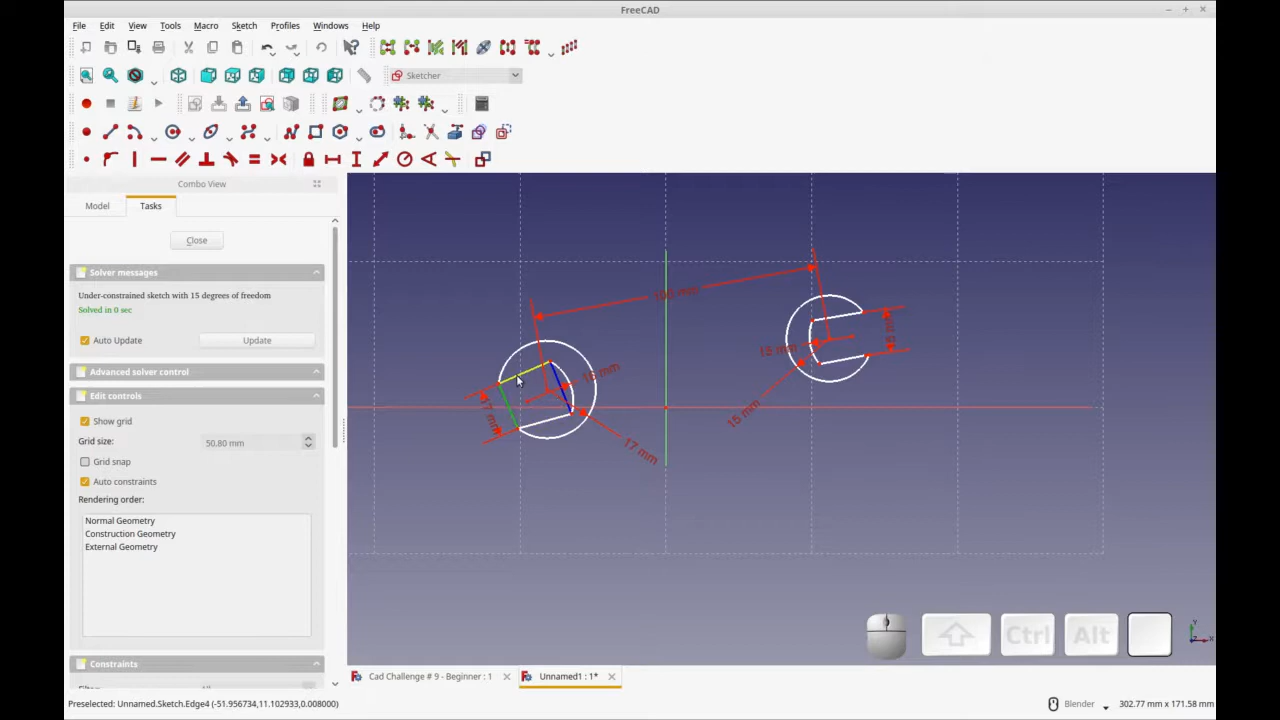 FreeCAD
File Edit View Tools Macro Sketch Profiles Windows Help
Sketcher
Combo View
Model Tasks
Close
Solver messages
Under-constrained sketch with 15 degrees of freedom
Solved in 0 sec
Auto Update Update
Advanced solver control
Edit controls
Show grid
Grid size: 50.80 mm
Grid snap
Auto constraints
Rendering order:
Normal Geometry
Construction Geometry
External Geometry
Constraints
17 mm
17 mm
15 mm
15 mm
Ctrl Alt
Cad Challenge # 9 - Beginner : 1 Unnamed1 : 1*
Preselected: Unnamed.Sketch.Edge4 (-51.956734,11.102933,0.008000) Blender 302.77 mm x 171.58 mm